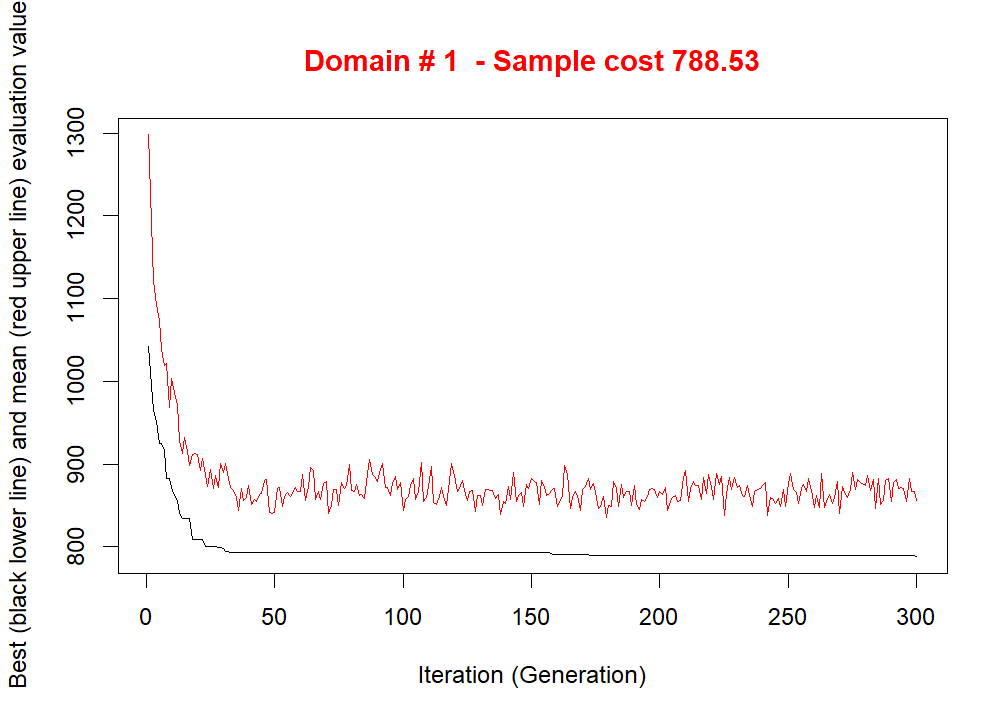 Domain # 1  - Sample cost 788.53
Best (black lower line) and mean (red upper line) evaluation value
1300
1200
1100
1000
900
800
0 50 100 150 200 250 300
Iteration (Generation)